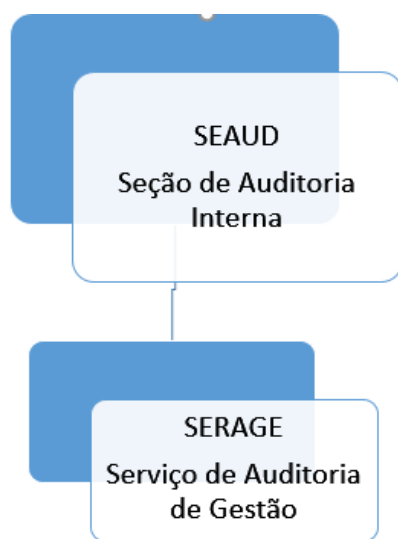 SEAUD
Seção de Auditoria
Interna
SERAGE
Serviço de Auditoria
de Gestão